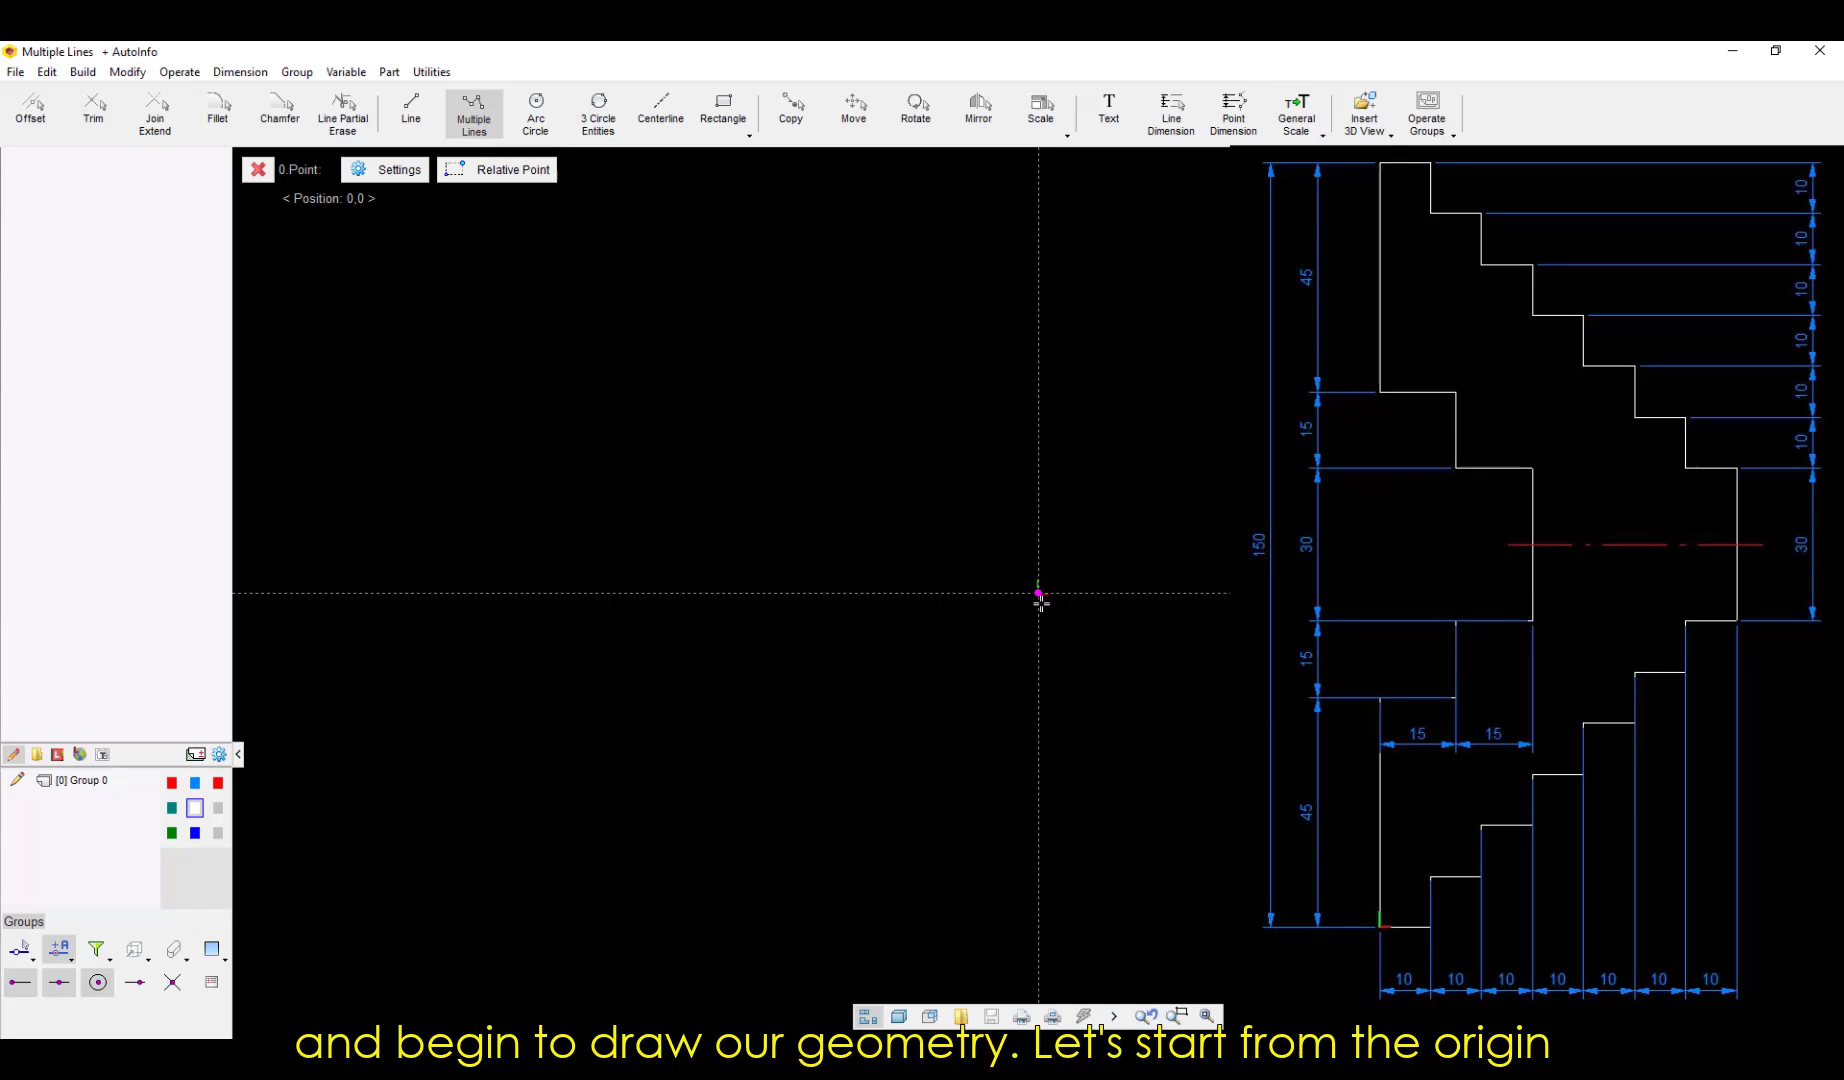 Multiple Lines + AutoInfo
File Edit Build Modify Operate Dimension Group Variable Part Utilities
Offset Trim Join Extend Fillet Chamfer Line Partial Erase Line Multiple Lines Arc Circle 3 Circle Entities Centerline Rectangle Copy Move Rotate Mirror Scale Text Line Dimension Point Dimension General Scale Insert 3D View Operate Groups
0.Point: Settings Relative Point
< Position: 0,0 >
10
10
45
10
10
10
15
10
150
30
30
15
15 15
45
10 10 10 10 10 10 10
[0] Group 0
Groups
and begin to draw our geometry. Let's start from the origin